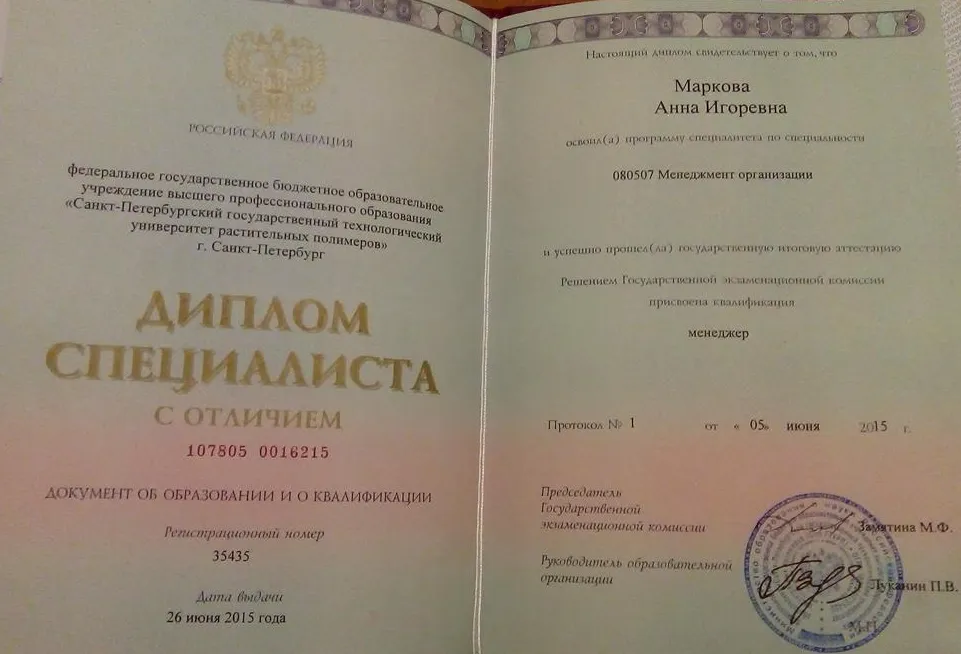 РОССИЙСКАЯ ФЕДЕРАЦИЯ
федеральное государственное бюджетное образовательное
учреждение высшего профессионального образования
«Санкт-Петербургский государственный технологический
университет растительных полимеров»
г. Санкт-Петербург
ДИПЛОМ
СПЕЦИАЛИСТА
С ОТЛИЧИЕМ
107805 0016215
ДОКУМЕНТ ОБ ОБРАЗОВАНИИ И О КВАЛИФИКАЦИИ
Регистрационный номер
35435
Дата выдачи
26 июня 2015 года
Настоящий диплом свидетельствует о том, что
Маркова
Анна Игоревна
освоил(а) программу специалитета по специальности
080507 Менеджмент организации
и успешно прошел(ла) государственную итоговую аттестацию
Решением Государственной экзаменационной комиссии
присвоена квалификация
менеджер
Протокол № 1 от « 05» июня 2015 г.
Председатель
Государственной
экзаменационной комиссии
Замятина М.Ф.
Руководитель образовательной
организации
Луканин П.В.
М.П.